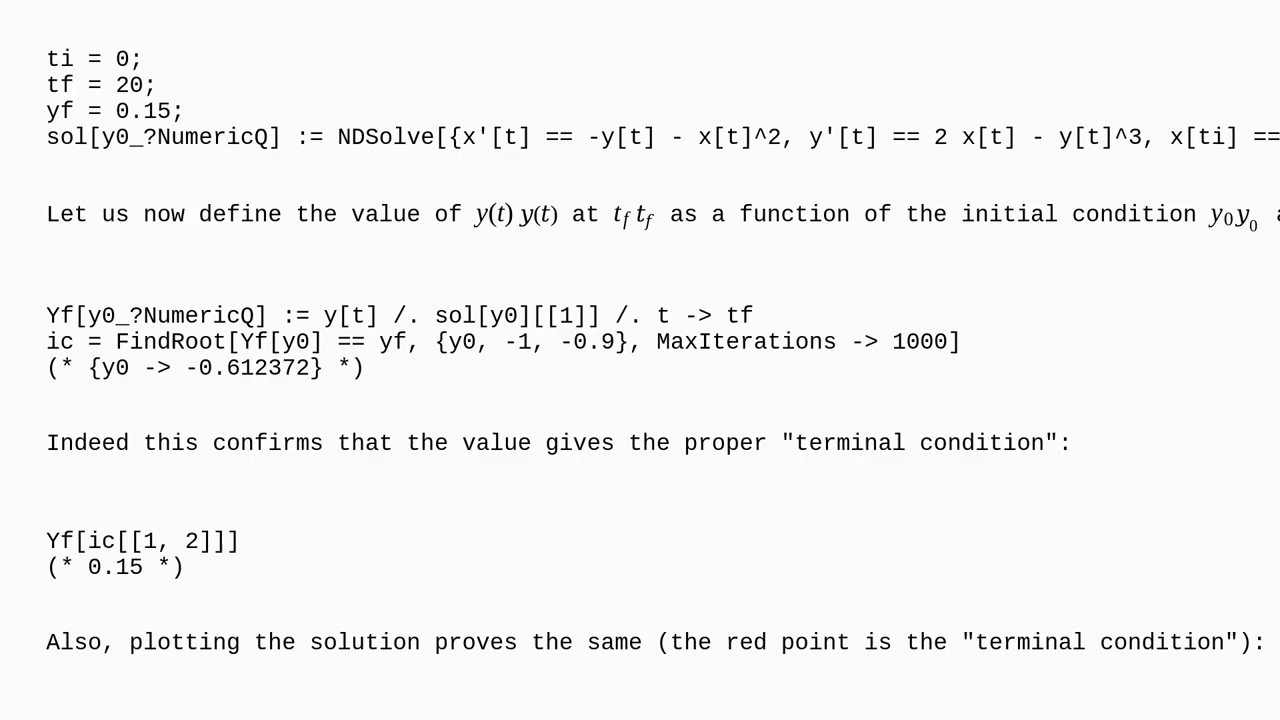 ti = 0;
tf = 20;
yf = 0.15;
sol[y0_?NumericQ] := NDSolve[{x'[t] == -y[t] - x[t]^2, y'[t] == 2 x[t] - y[t]^3, x[ti] ==
Let us now define the value of y(t) y(t) at t_f t_f as a function of the initial condition y_0 y_0 a
Yf[y0_?NumericQ] := y[t] /. sol[y0][[1]] /. t -> tf
ic = FindRoot[Yf[y0] == yf, {y0, -1, -0.9}, MaxIterations -> 1000]
(* {y0 -> -0.612372} *)
Indeed this confirms that the value gives the proper "terminal condition":
Yf[ic[[1, 2]]]
(* 0.15 *)
Also, plotting the solution proves the same (the red point is the "terminal condition"):